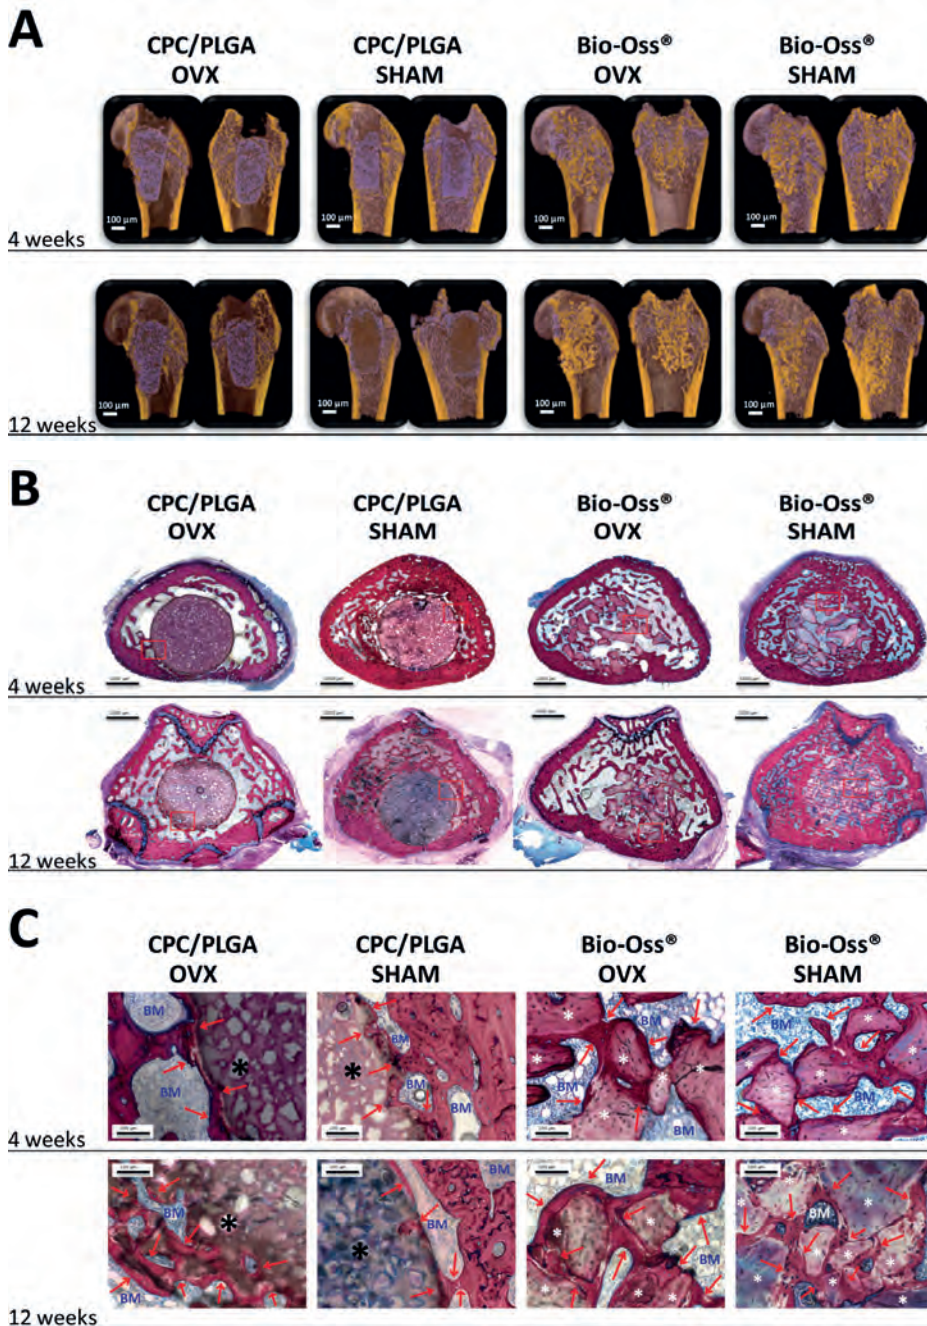 A
CPC/PLGA
OVX
CPC/PLGA
SHAM
Bio-Oss®
OVX
Bio-Oss®
SHAM
100 µm
100 µm
100 µm
100 µm
4 weeks
100 µm
100 µm
100 µm
100 µm
12 weeks
B
CPC/PLGA
OVX
CPC/PLGA
SHAM
Bio-Oss®
OVX
Bio-Oss®
SHAM
4 weeks
12 weeks
C
CPC/PLGA
OVX
CPC/PLGA
SHAM
Bio-Oss®
OVX
Bio-Oss®
SHAM
BM
*
BM
*
BM
BM
BM
*
BM
*
*
*
BM
*
BM
*
BM
*
*
BM
*
4 weeks
BM
*
BM
*
BM
BM
*
*
BM
*
*
*
*
BM
*
*
*
*
*
12 weeks